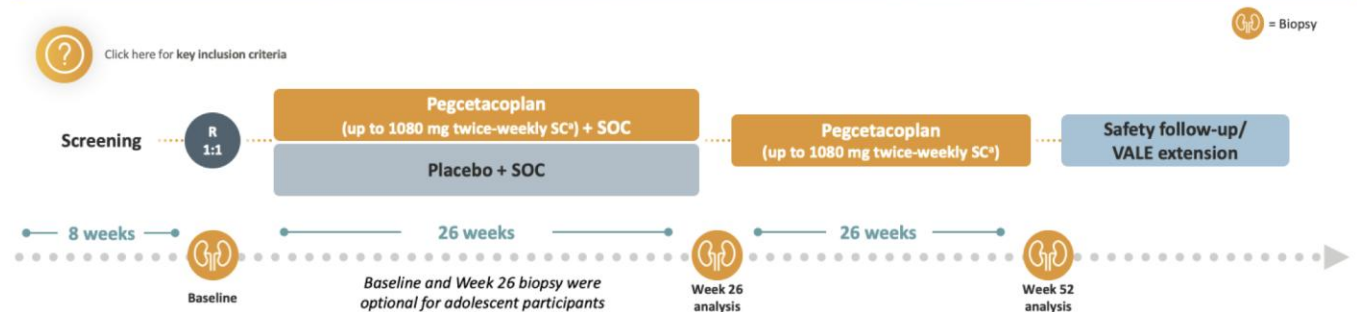 = Biopsy
?
Click here for key inclusion criteria
Screening
R
1:1
Pegcetacoplan
(up to 1080 mg twice-weekly SCª) + SOC
Placebo + SOC
Pegcetacoplan
(up to 1080 mg twice-weekly SCª)
Safety follow-up/
VALE extension
8 weeks
26 weeks
26 weeks
Baseline
Baseline and Week 26 biopsy were
optional for adolescent participants
Week 26
analysis
Week 52
analysis